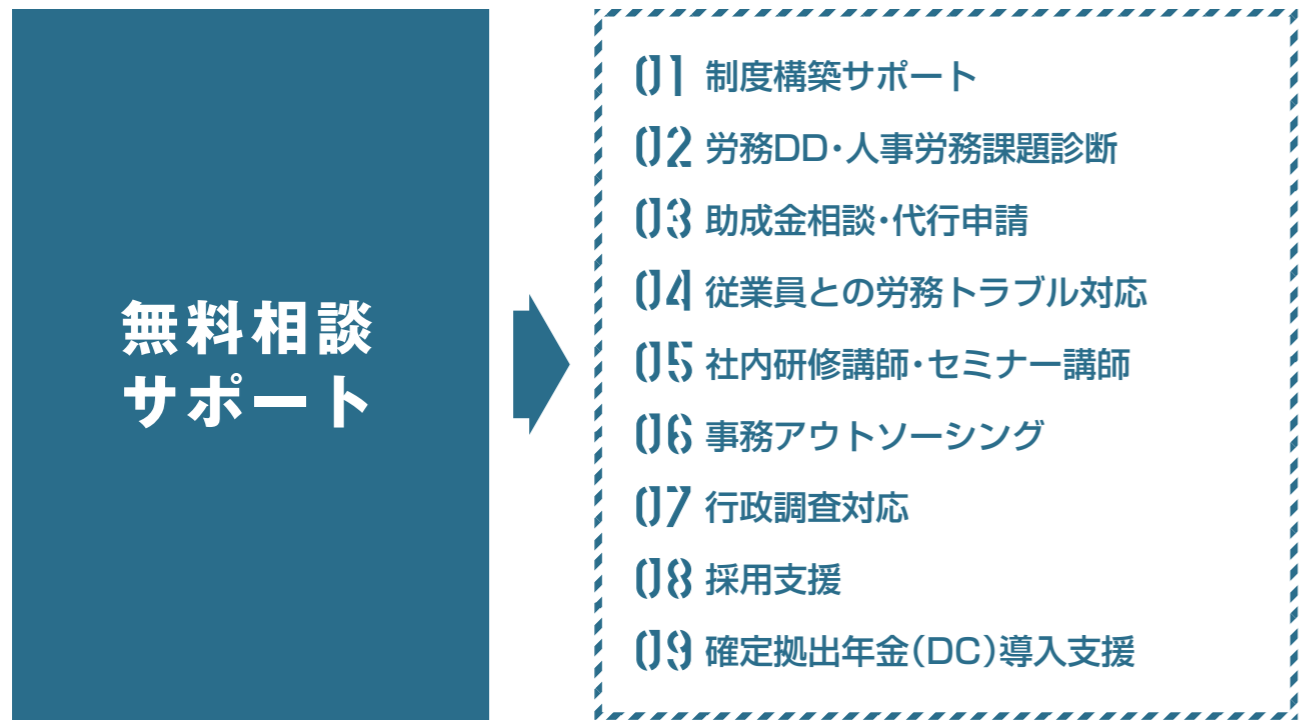 無料相談
サポート
01 制度構築サポート
02 労務DD・人事労務課題診断
03 助成金相談・代行申請
04 従業員との労務トラブル対応
05 社内研修講師・セミナー講師
06 事務アウトソーシング
07 行政調査対応
08 採用支援
09 確定拠出年金（DC）導入支援